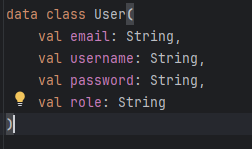 data class User(
    val email: String,
    val username: String,
    val password: String,
    val role: String
)